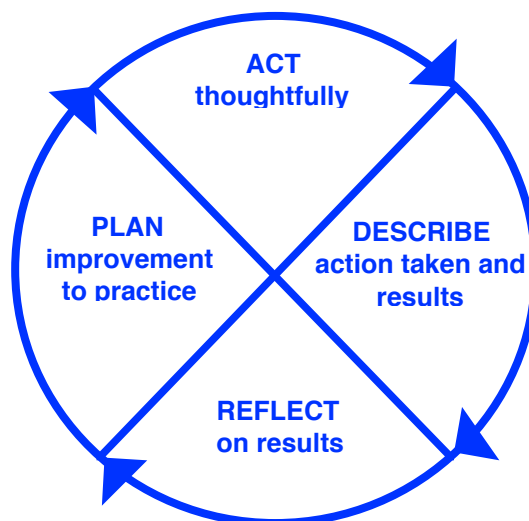 ACT
thoughtfully
DESCRIBE
action taken and
results
REFLECT
on results
PLAN
improvement
to practice